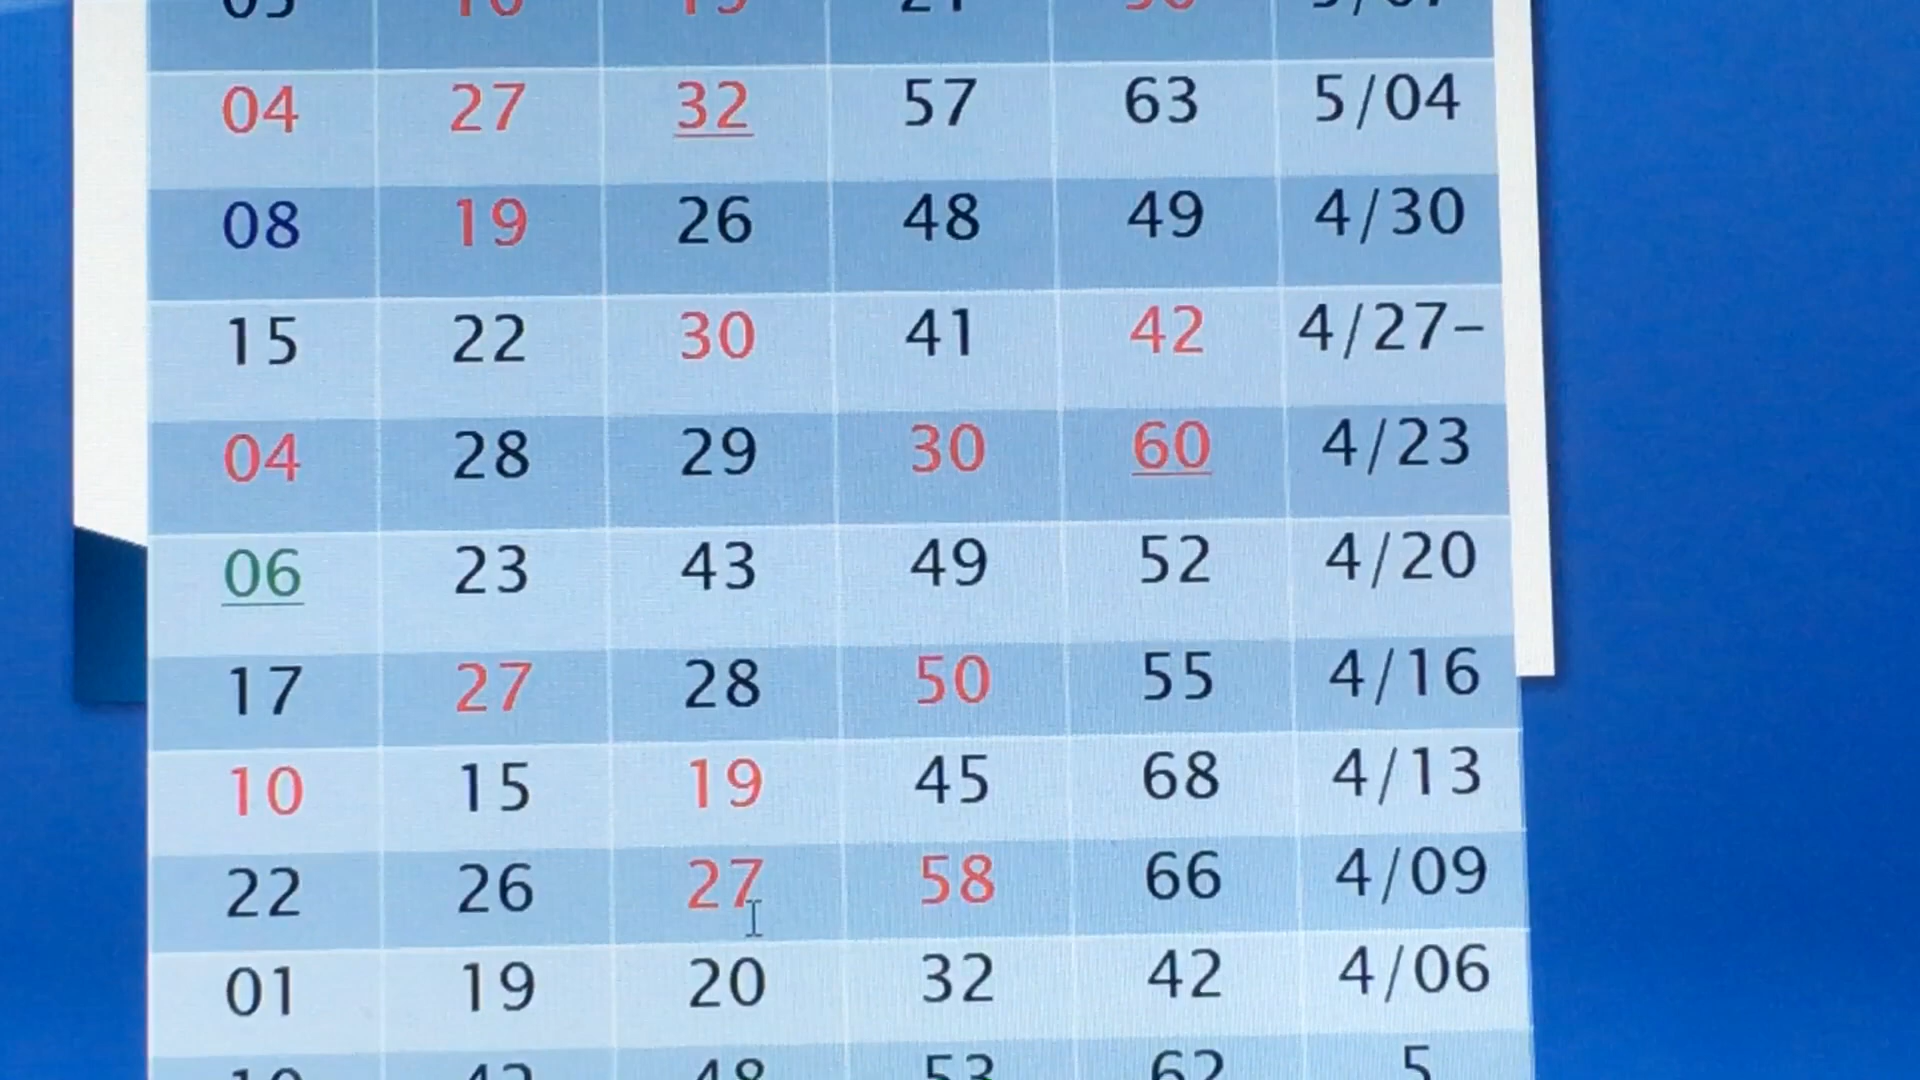 04 27 32 57 63 5/04
08 19 26 48 49 4/30
15 22 30 41 42 4/27-
04 28 29 30 60 4/23
06 23 43 49 52 4/20
17 27 28 50 55 4/16
10 15 19 45 68 4/13
22 26 27 58 66 4/09
01 19 20 32 42 4/06